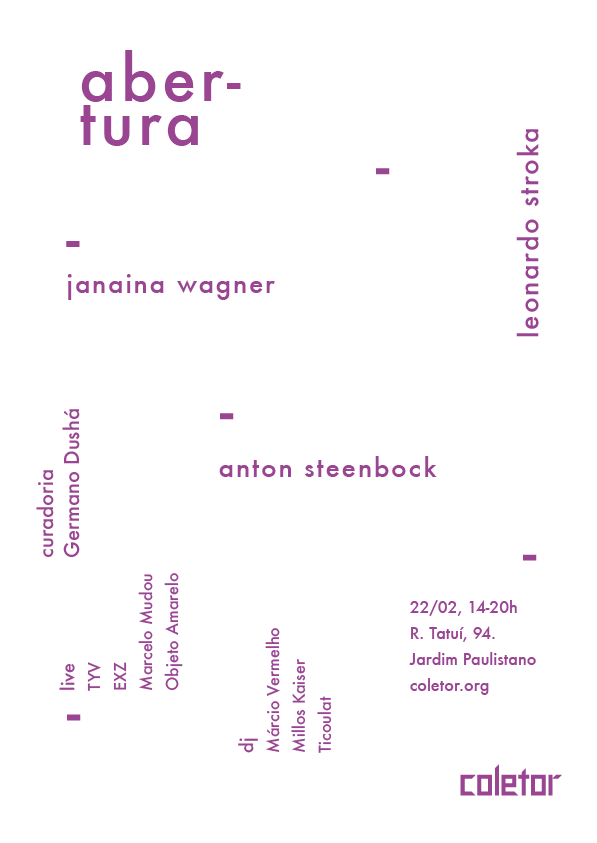 aber-
tura
leonardo stroka
janaina wagner
anton steenbock
curadoria
Germano Dushá
live
TYV
EXZ
Marcelo Mudou
Objeto Amarelo
dj
Márcio Vermelho
Millos Kaiser
Ticoulat
22/02, 14-20h
R. Tatuí, 94.
Jardim Paulistano
coletor.org
coletor